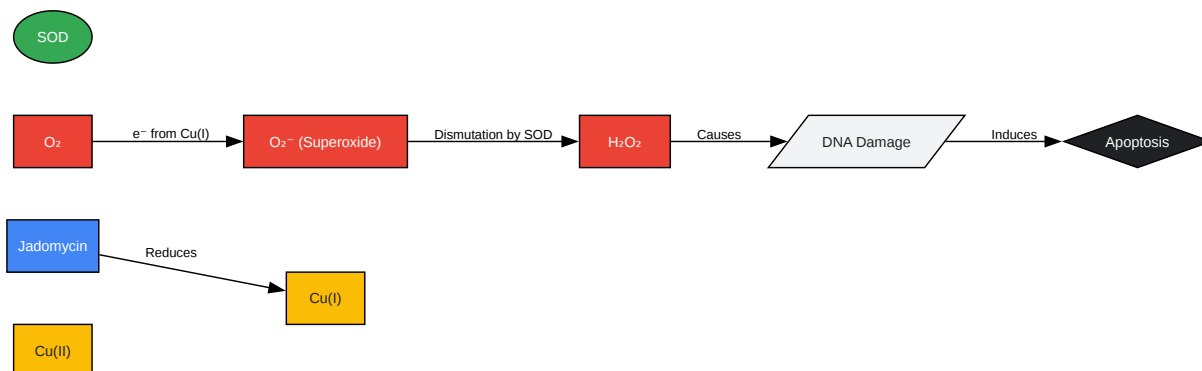 SOD
O₂
e⁻ from Cu(I)
O₂⁻ (Superoxide)
Dismutation by SOD
H₂O₂
Causes
DNA Damage
Induces
Apoptosis
Jadomycin
Reduces
Cu(I)
Cu(II)